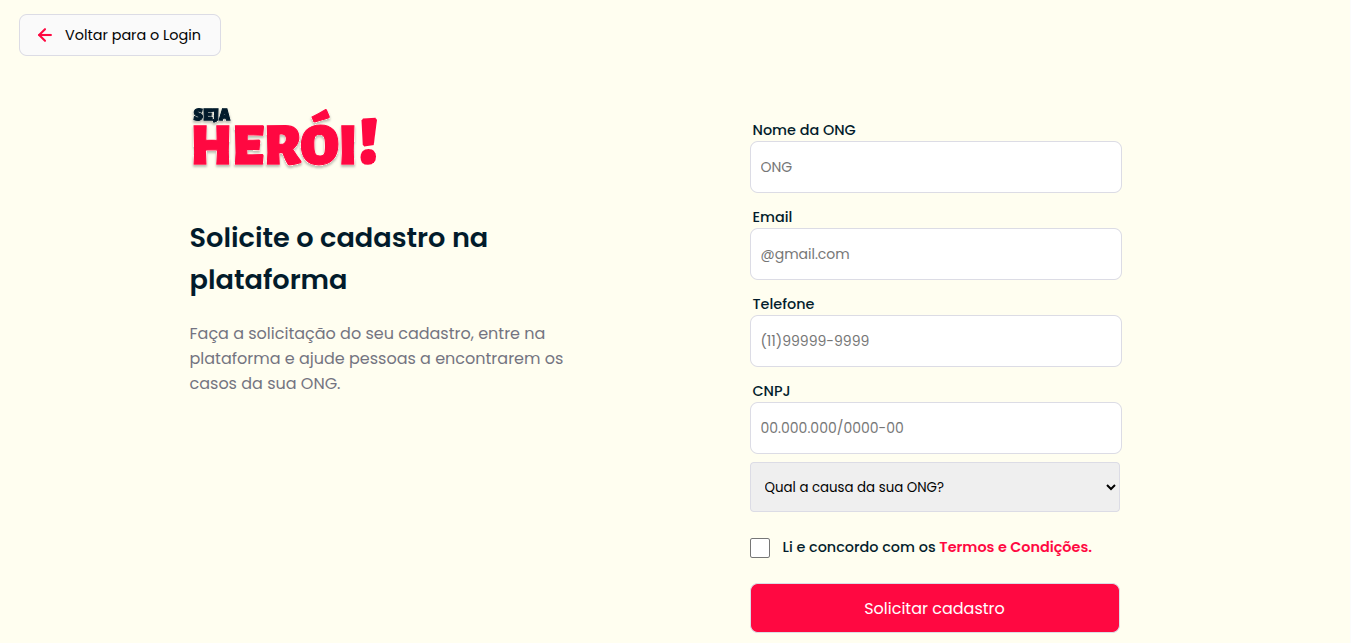 Voltar para o Login
SEJA
HERÓI!
Solicite o cadastro na
plataforma
Faça a solicitação do seu cadastro, entre na
plataforma e ajude pessoas a encontrarem os
casos da sua ONG.
Nome da ONG
ONG
Email
@gmail.com
Telefone
(11)99999-9999
CNPJ
00.000.000/0000-00
Qual a causa da sua ONG?
Li e concordo com os Termos e Condições.
Solicitar cadastro